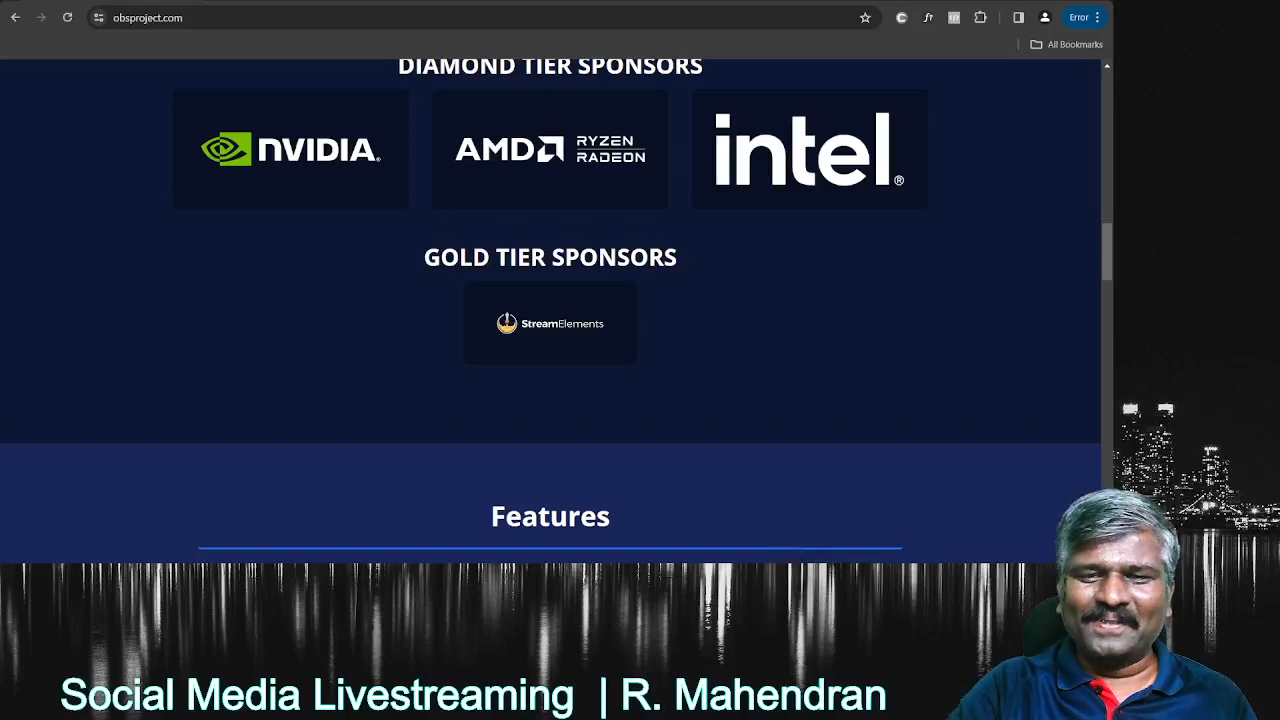 obsproject.com
Error
All Bookmarks
DIAMOND TIER SPONSORS
NVIDIA.
AMD RYZEN RADEON
intel®
GOLD TIER SPONSORS
StreamElements
Features
Social Media Livestreaming | R. Mahendran